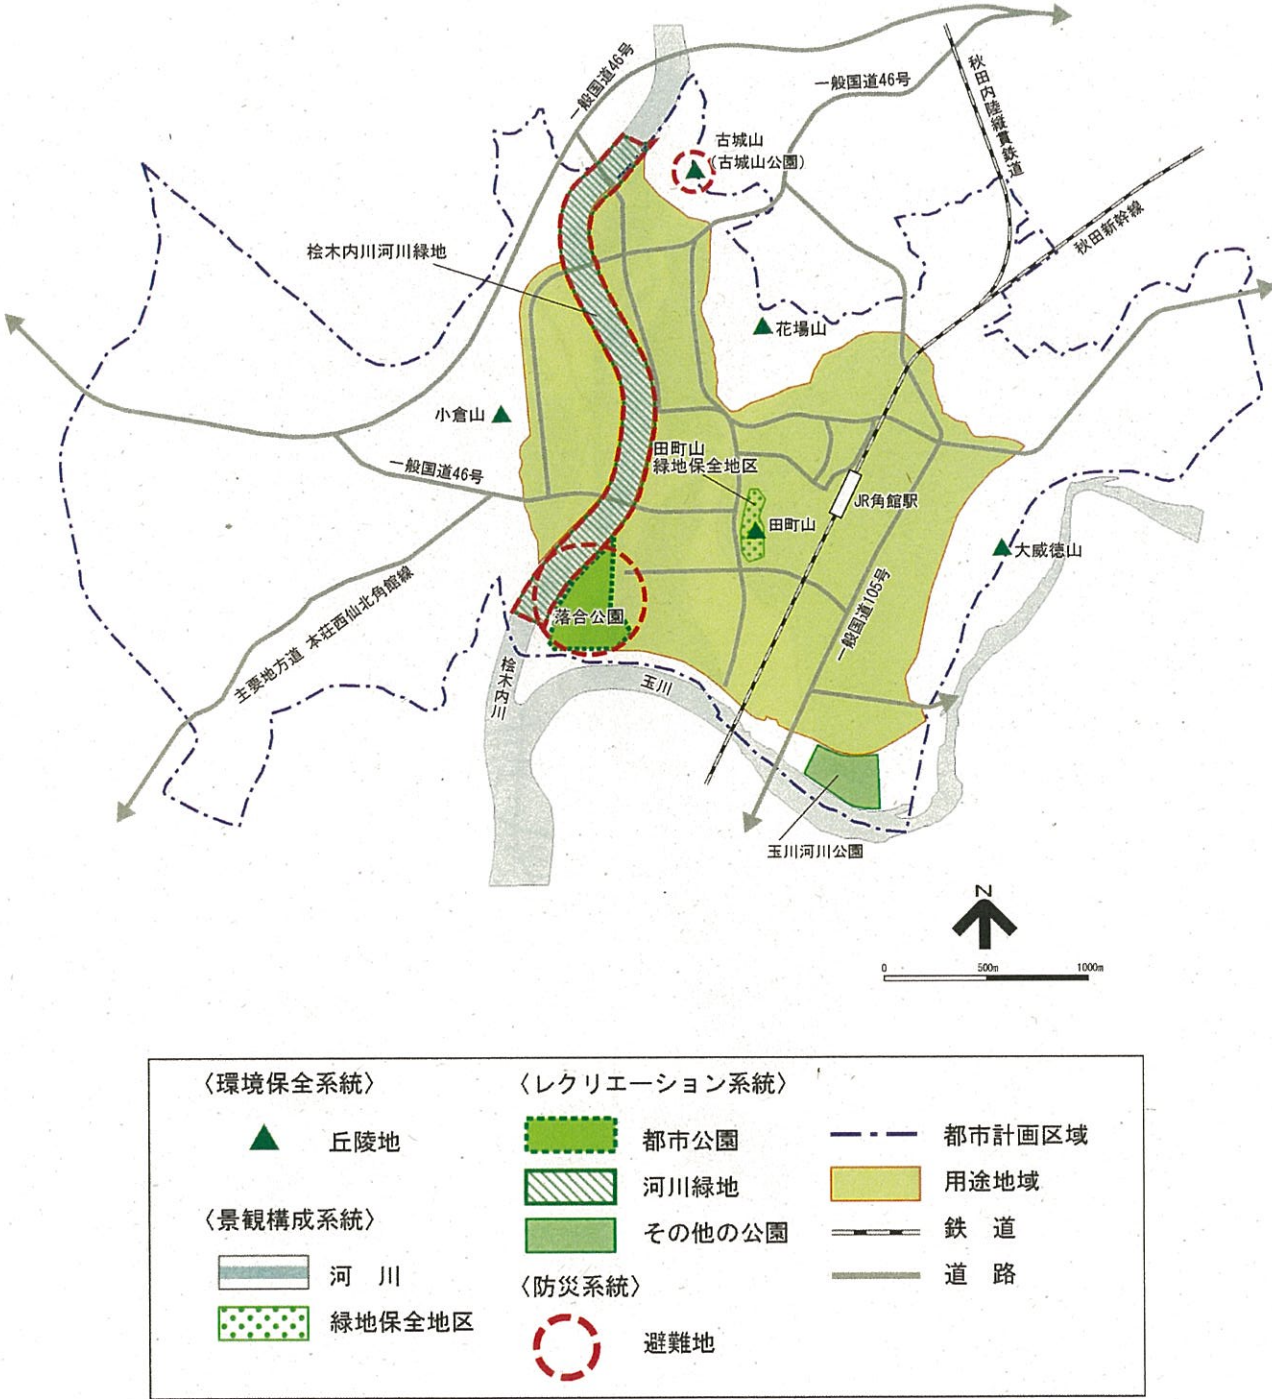 一般国道46号
一般国道46号
秋田内陸縦貫鉄道
古城山
(古城山公園)
秋田新幹線
桧木内川河川緑地
花場山
小倉山
田町山
緑地保全地区
一般国道46号
JR角館駅
田町山
大威徳山
主要地方道 本荘西仙北角館線
落合公園
一般国道105号
桧木内川
玉川
玉川河川公園
N
0 500m 1000m
〈環境保全系統〉
丘陵地
〈景観構成系統〉
河 川
緑地保全地区
〈レクリエーション系統〉
都市公園
河川緑地
その他の公園
〈防災系統〉
避難地
都市計画区域
用途地域
鉄 道
道 路